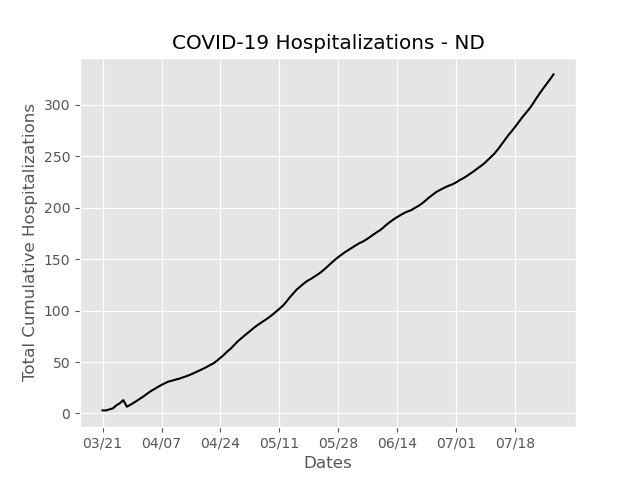 COVID-19 Hospitalizations - ND
Total Cumulative Hospitalizations
300
250
200
150
100
50
0
03/21 04/07 04/24 05/11 05/28 06/14 07/01 07/18
Dates